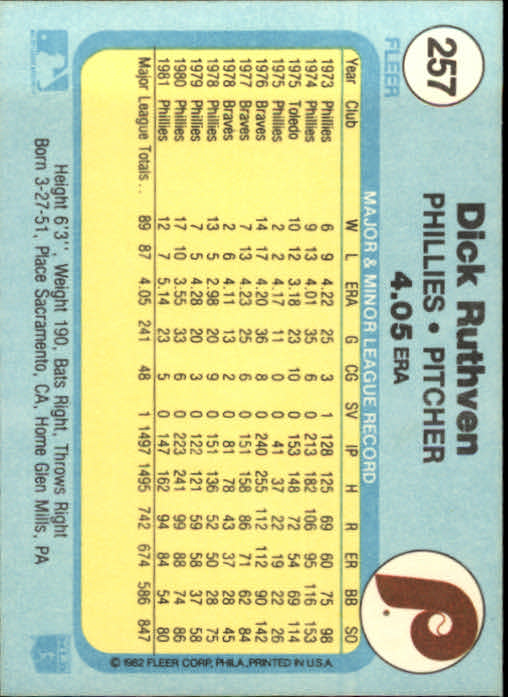 257
FLEER
Dick Ruthven
PHILLIES • PITCHER
4.05 ERA
P
MAJOR & MINOR LEAGUE RECORD
Year Club W L ERA G CG SV IP H R ER BB SO
1973 Phillies 6 9 4.22 25 3 1 128 125 69 60 75 98
1974 Phillies 9 13 4.01 35 6 0 213 182 106 95 116 153
1975 Toledo 10 12 3.18 23 10 0 153 148 72 54 69 114
1975 Phillies 2 2 4.17 11 0 0 41 37 22 19 22 26
1976 Braves 14 17 4.20 36 8 0 240 255 112 112 90 142
1977 Braves 7 13 4.23 25 6 0 151 158 86 71 62 84
1978 Braves 2 6 4.11 13 2 0 81 78 43 37 28 45
1978 Phillies 13 5 2.98 20 9 0 151 136 52 50 28 75
1979 Phillies 7 5 4.28 20 3 0 122 121 59 58 37 58
1980 Phillies 17 10 3.55 33 6 0 223 241 99 88 74 86
1981 Phillies 12 7 5.14 23 5 0 147 162 94 84 54 80
Major League Totals . . 89 87 4.05 241 48 1 1497 1495 742 674 586 847
© 1982 FLEER CORP., PHILA., PRINTED IN U.S.A.
Height 6'3", Weight 190, Bats Right, Throws Right
Born 3-27-51, Place Sacramento, CA, Home Glen Mills, PA